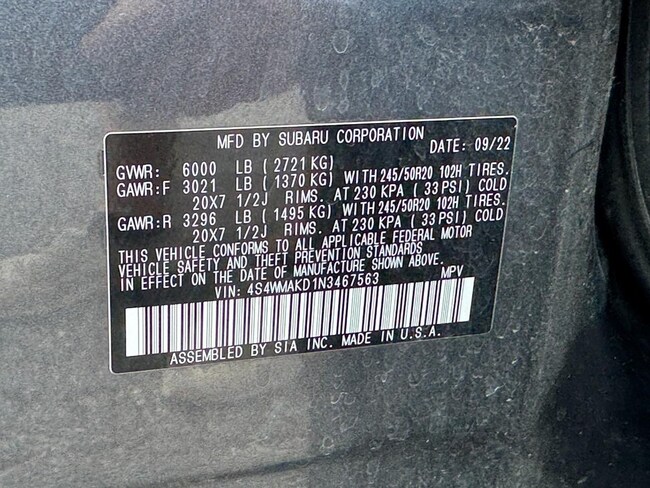 MFD BY SUBARU CORPORATION DATE: 09/22
GVWR: 6000 LB ( 2721 KG)
GAWR:F 3021 LB ( 1370 KG) WITH 245/50R20 102H TIRES.
20X7 1/2J RIMS. AT 230 KPA ( 33 PSI) COLD
GAWR:R 3296 LB ( 1495 KG) WITH 245/50R20 102H TIRES.
20X7 1/2J RIMS. AT 230 KPA ( 33 PSI) COLD
THIS VEHICLE CONFORMS TO ALL APPLICABLE FEDERAL MOTOR
VEHICLE SAFETY AND THEFT PREVENTION STANDARDS
IN EFFECT ON THE DATE OF MANUFACTURE SHOWN ABOVE.
VIN: 4S4WMAKD1N3467563 MPV
ASSEMBLED BY SIA INC. MADE IN U.S.A.